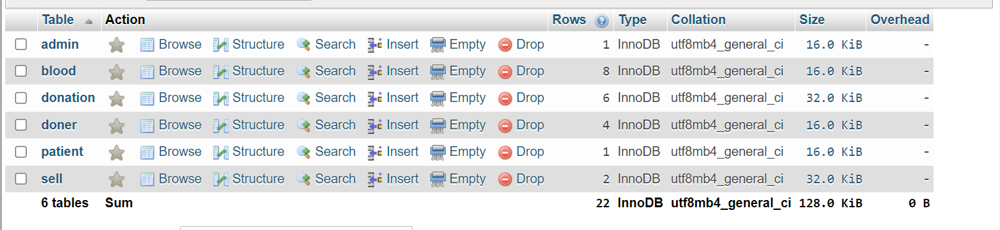 Table Action Rows Type Collation Size Overhead
admin Browse Structure Search Insert Empty Drop 1 InnoDB utf8mb4_general_ci 16.0 KiB -
blood Browse Structure Search Insert Empty Drop 8 InnoDB utf8mb4_general_ci 16.0 KiB -
donation Browse Structure Search Insert Empty Drop 6 InnoDB utf8mb4_general_ci 32.0 KiB -
doner Browse Structure Search Insert Empty Drop 4 InnoDB utf8mb4_general_ci 16.0 KiB -
patient Browse Structure Search Insert Empty Drop 1 InnoDB utf8mb4_general_ci 16.0 KiB -
sell Browse Structure Search Insert Empty Drop 2 InnoDB utf8mb4_general_ci 32.0 KiB -
6 tables Sum 22 InnoDB utf8mb4_general_ci 128.0 KiB 0 B